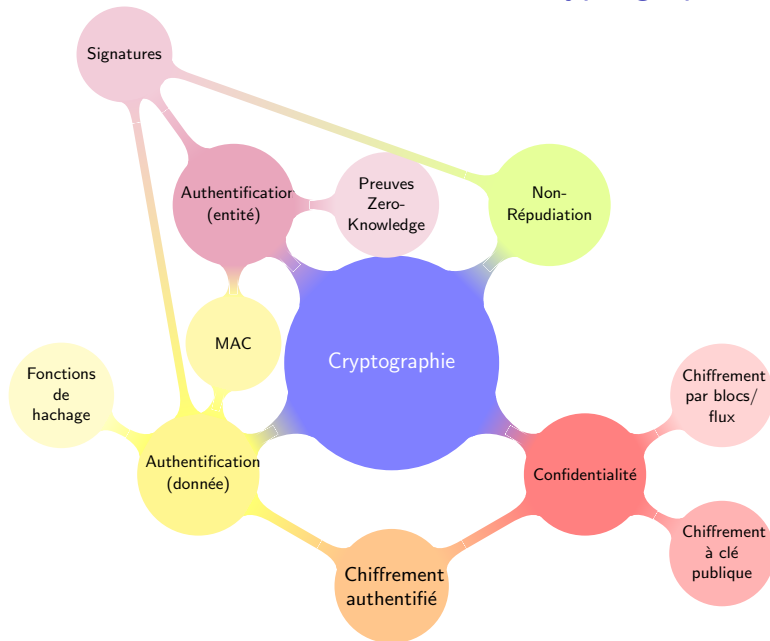 Signatures
Authentification
(entité)
Preuves
Zero-
Knowledge
Non-
Répudiation
MAC
Cryptographie
Fonctions
de
hachage
Chiffrement
par blocs/
flux
Authentification
(donnée)
Confidentialité
Chiffrement
à clé
publique
Chiffrement
authentifié